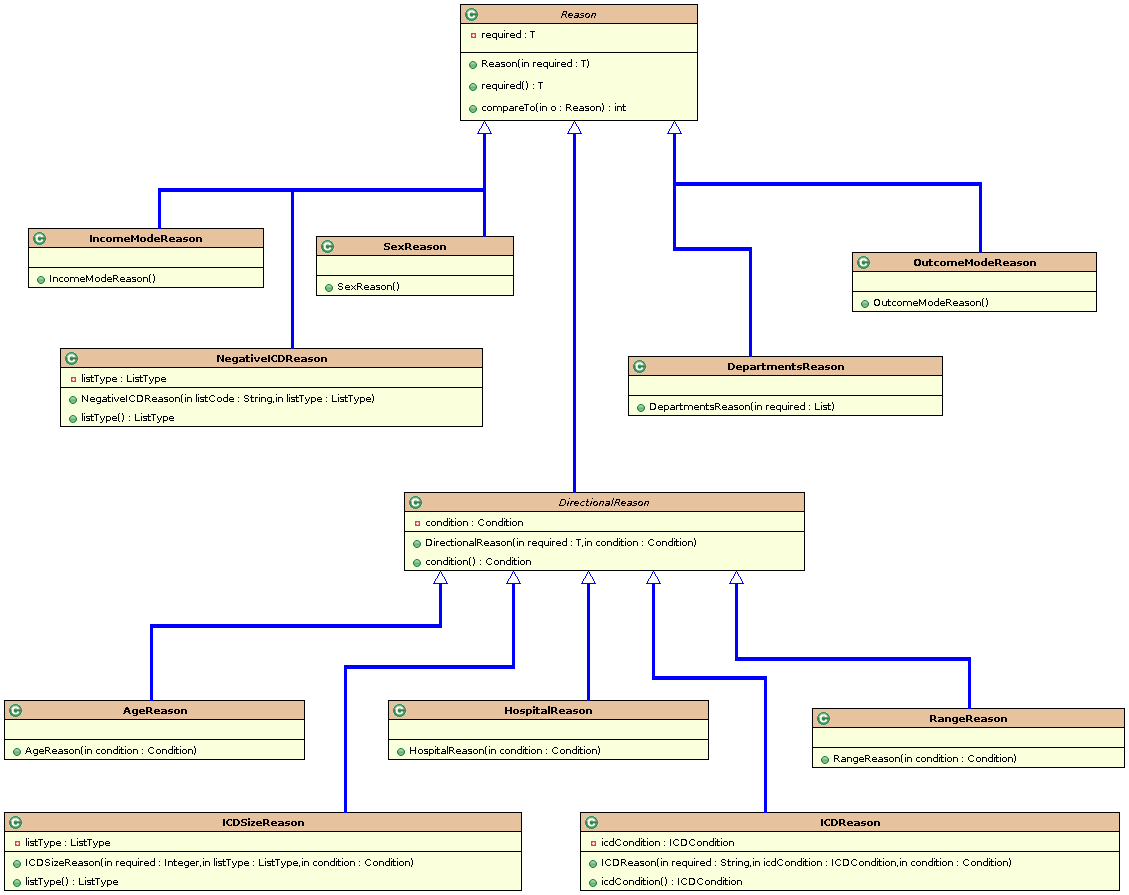 Reason
required : T
Reason(in required : T)
required() : T
compareTo(in o : Reason) : int
IncomeModeReason
IncomeModeReason()
SexReason
SexReason()
OutcomeModeReason
OutcomeModeReason()
NegativeICDReason
listType : ListType
NegativeICDReason(in listCode : String,in listType : ListType)
listType() : ListType
DepartmentsReason
DepartmentsReason(in required : List)
DirectionalReason
condition : Condition
DirectionalReason(in required : T,in condition : Condition)
condition() : Condition
AgeReason
AgeReason(in condition : Condition)
HospitalReason
HospitalReason(in condition : Condition)
RangeReason
RangeReason(in condition : Condition)
ICDSizeReason
listType : ListType
ICDSizeReason(in required : Integer,in listType : ListType,in condition : Condition)
listType() : ListType
ICDReason
icdCondition : ICDCondition
ICDReason(in required : String,in icdCondition : ICDCondition,in condition : Condition)
icdCondition() : ICDCondition